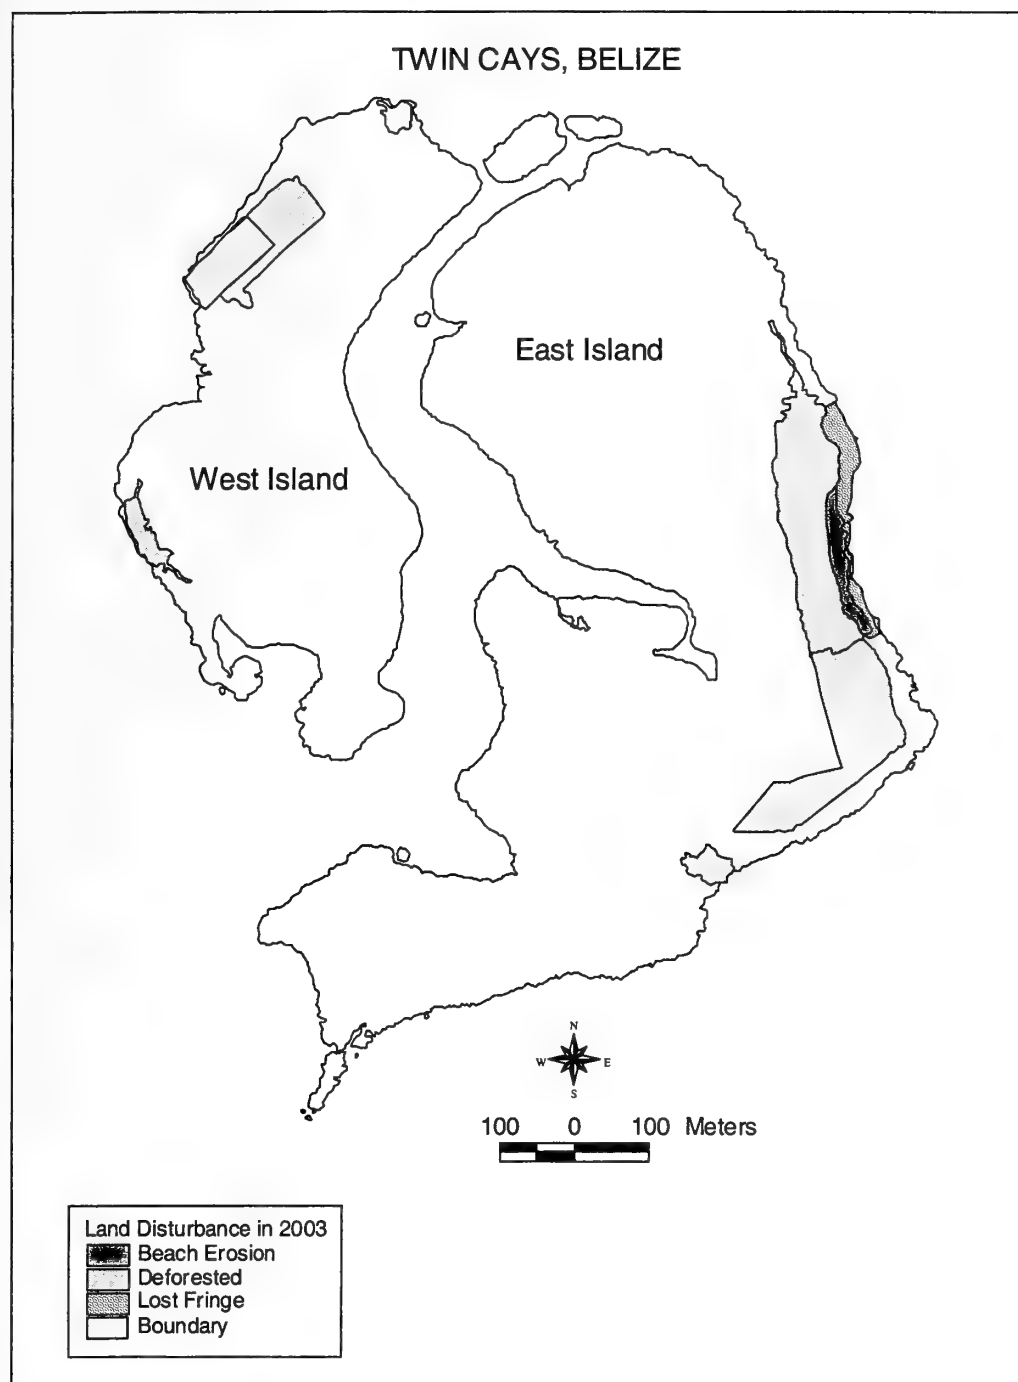 TWIN CAYS, BELIZE
East Island
West Island
N
W E
S
100 0 100 Meters
Land Disturbance in 2003
Beach Erosion
Deforested
Lost Fringe
Boundary